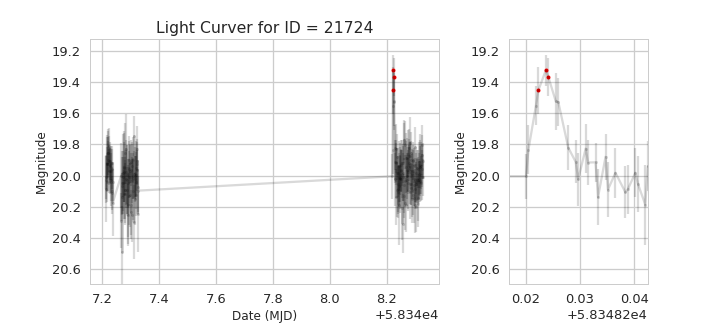 Light Curver for ID = 21724
Magnitude
19.2
19.4
19.6
19.8
20.0
20.2
20.4
20.6
7.2 7.4 7.6 7.8 8.0 8.2
Date (MJD)
+5.834e4
Magnitude
19.2
19.4
19.6
19.8
20.0
20.2
20.4
20.6
0.02 0.03 0.04
+5.83482e4